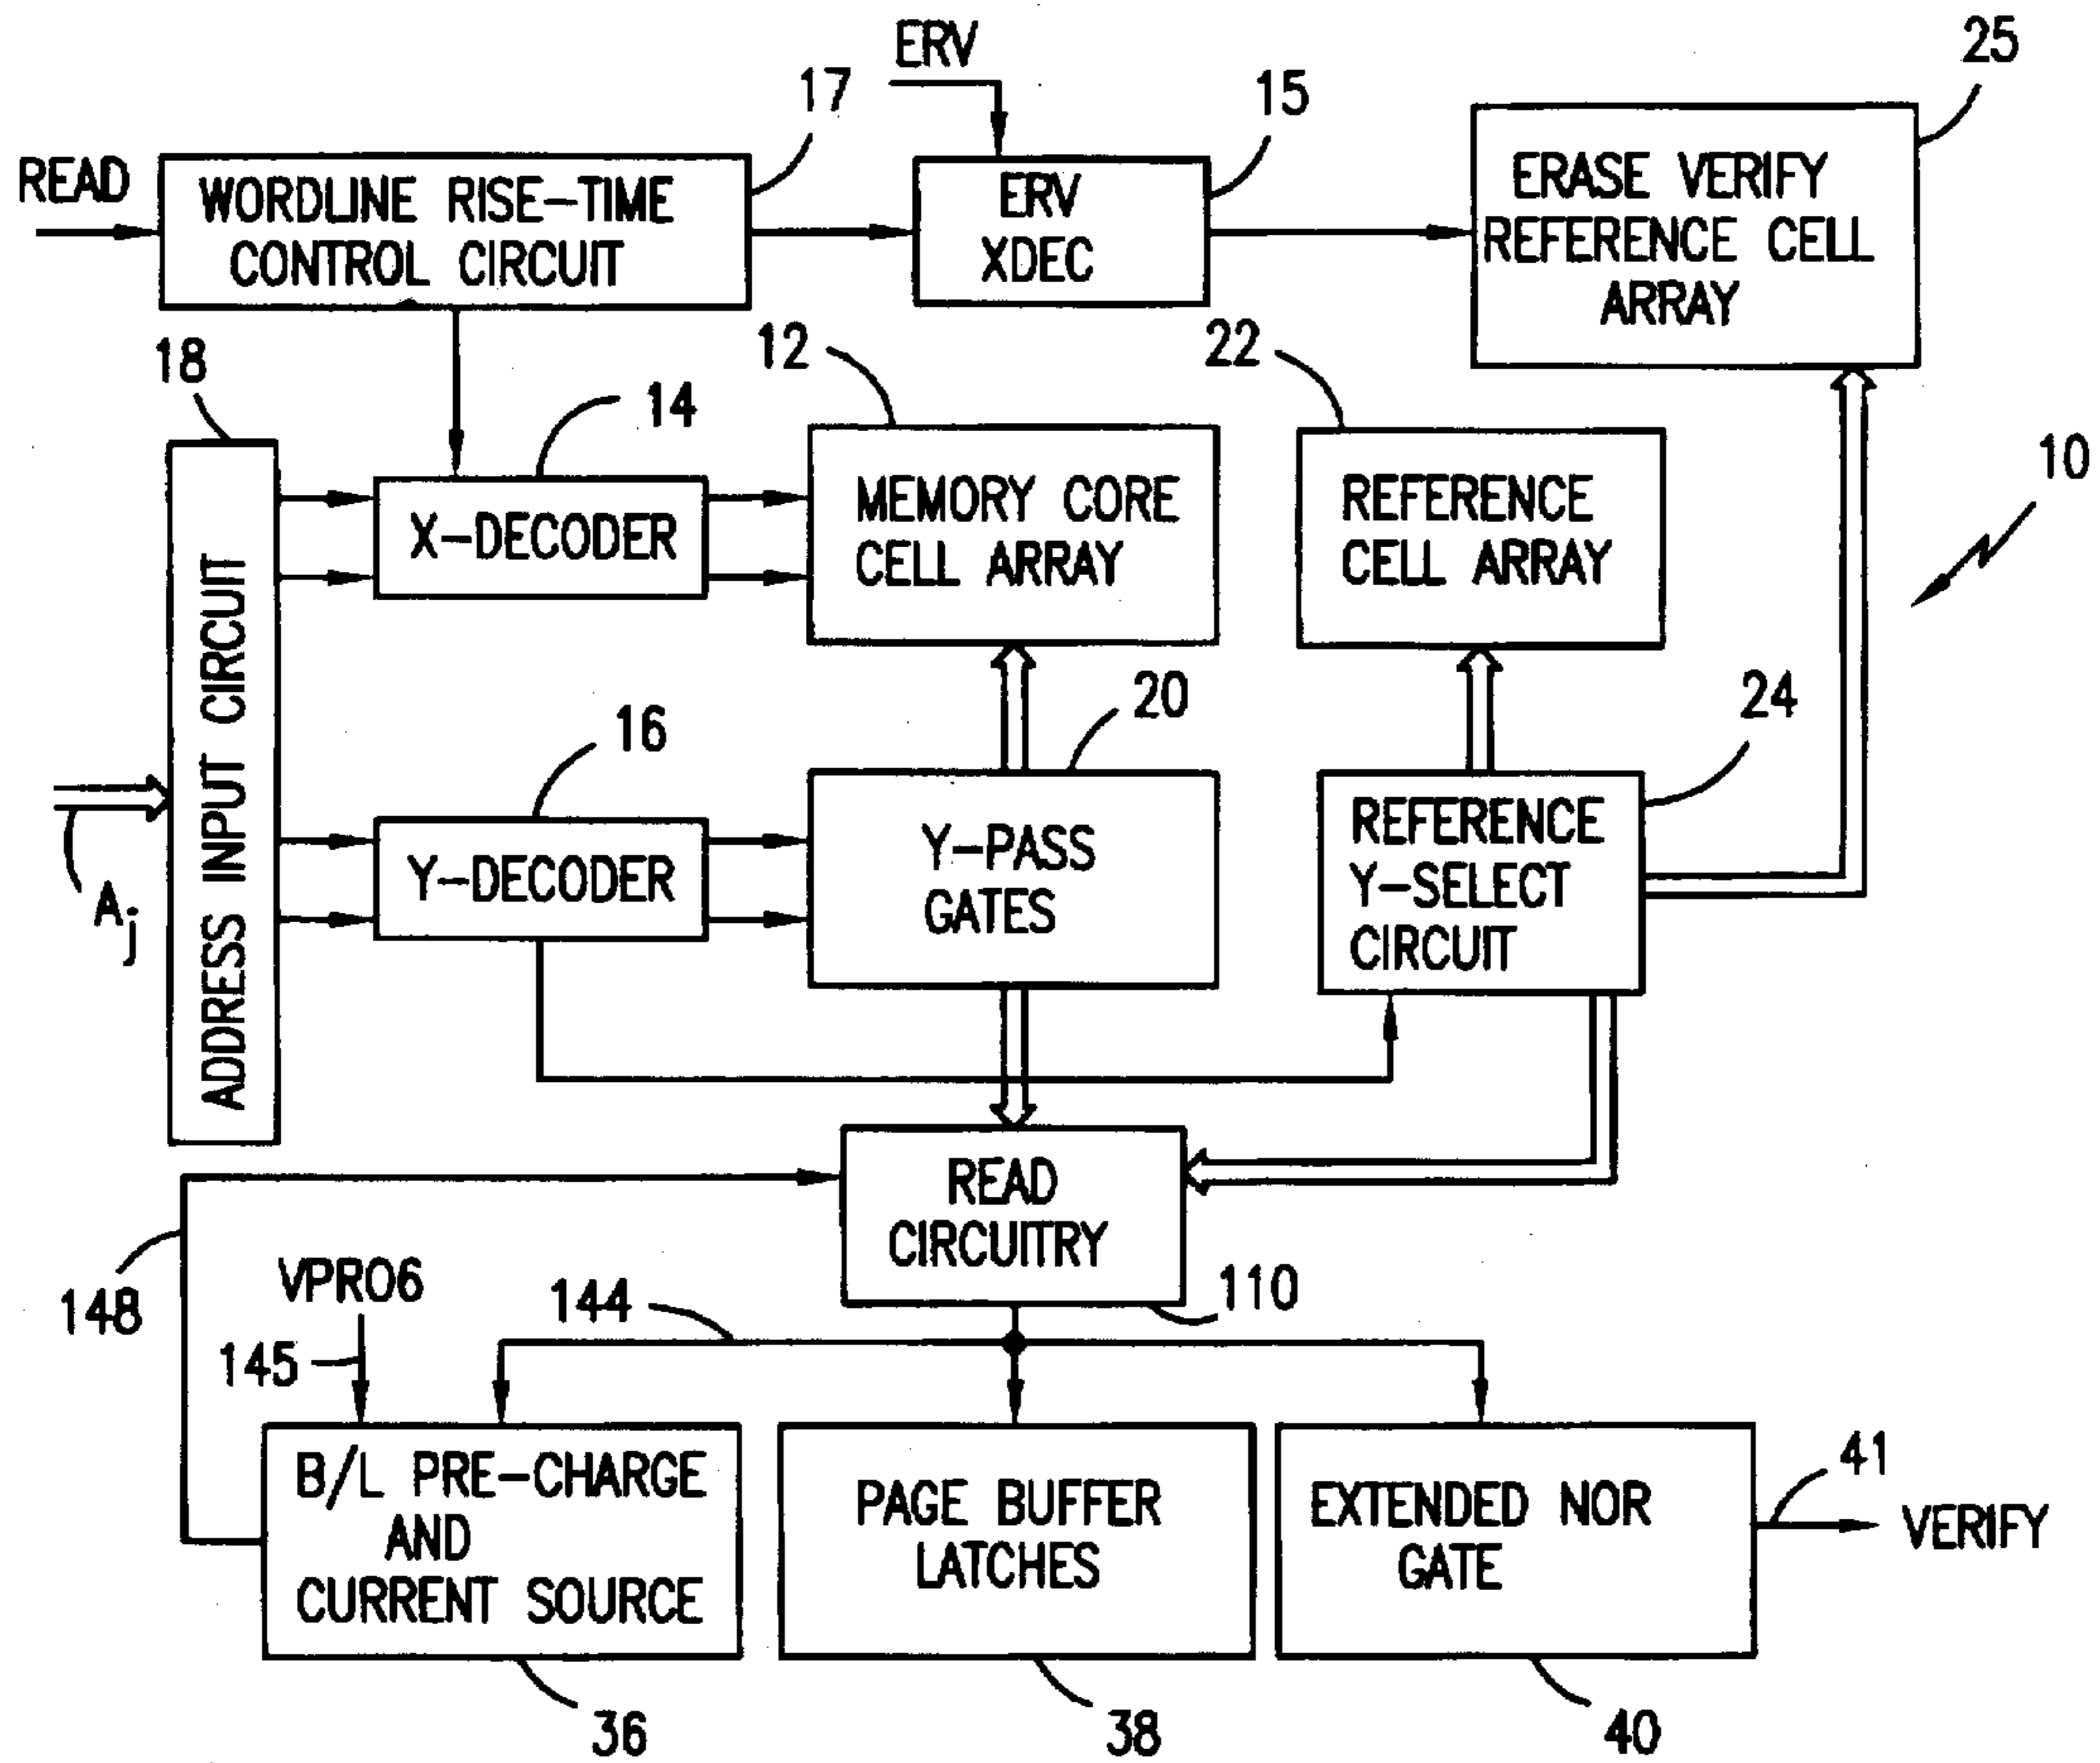 ERV
25
17
15
READ
WORDLINE RISE-TIME
CONTROL CIRCUIT
ERV
XDEC
ERASE VERIFY
REFERENCE CELL
ARRAY
18
14
12
22
10
X-DECODER
MEMORY CORE
CELL ARRAY
REFERENCE
CELL ARRAY
ADDRESS INPUT CIRCUIT
16
20
24
Aj
Y-DECODER
Y-PASS
GATES
REFERENCE
Y-SELECT
CIRCUIT
READ
CIRCUITRY
148
VPRO6
144
110
145
B/L PRE-CHARGE
AND
CURRENT SOURCE
PAGE BUFFER
LATCHES
EXTENDED NOR
GATE
41
VERIFY
36
38
40